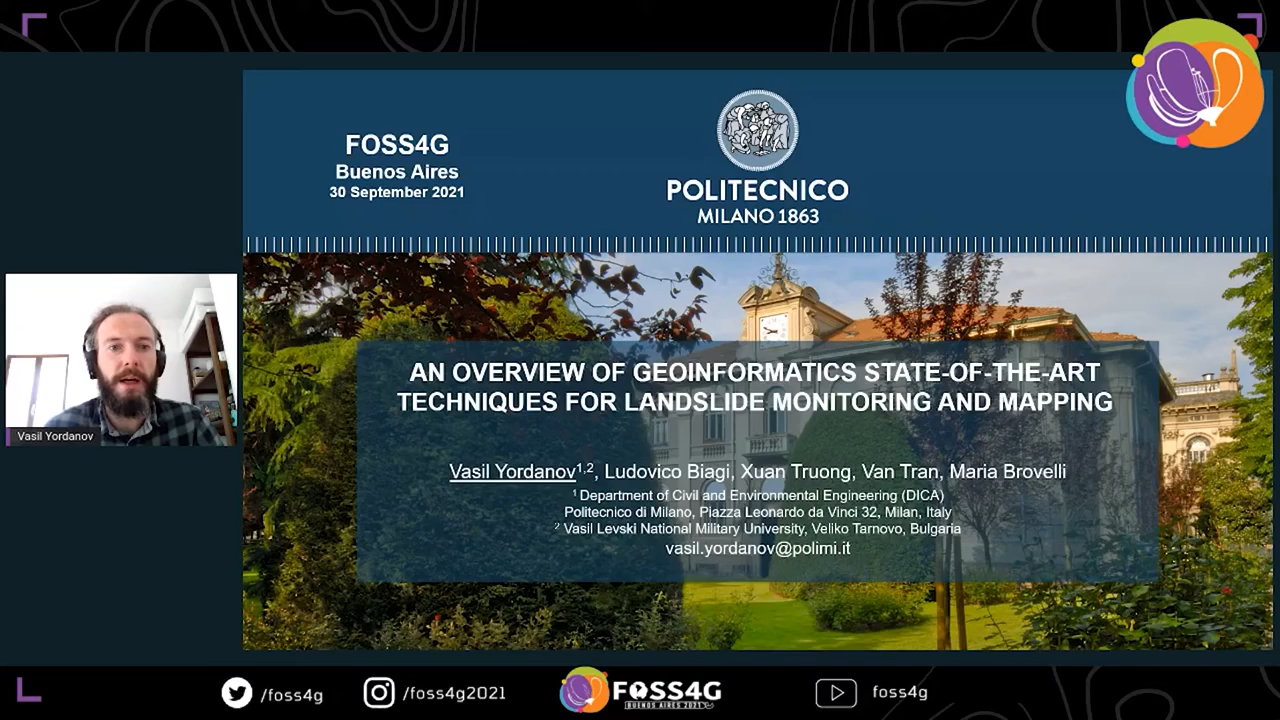 FOSS4G
Buenos Aires
30 September 2021
POLITECNICO
MILANO 1863
AN OVERVIEW OF GEOINFORMATICS STATE-OF-THE-ART
TECHNIQUES FOR LANDSLIDE MONITORING AND MAPPING
Vasil Yordanov1,2, Ludovico Biagi, Xuan Truong, Van Tran, Maria Brovelli
1 Department of Civil and Environmental Engineering (DICA)
Politecnico di Milano, Piazza Leonardo da Vinci 32, Milan, Italy
2 Vasil Levski National Military University, Veliko Tarnovo, Bulgaria
vasil.yordanov@polimi.it
Vasil Yordanov
/foss4g
/foss4g2021
FOSS4G
BUENOS AIRES 2021
foss4g